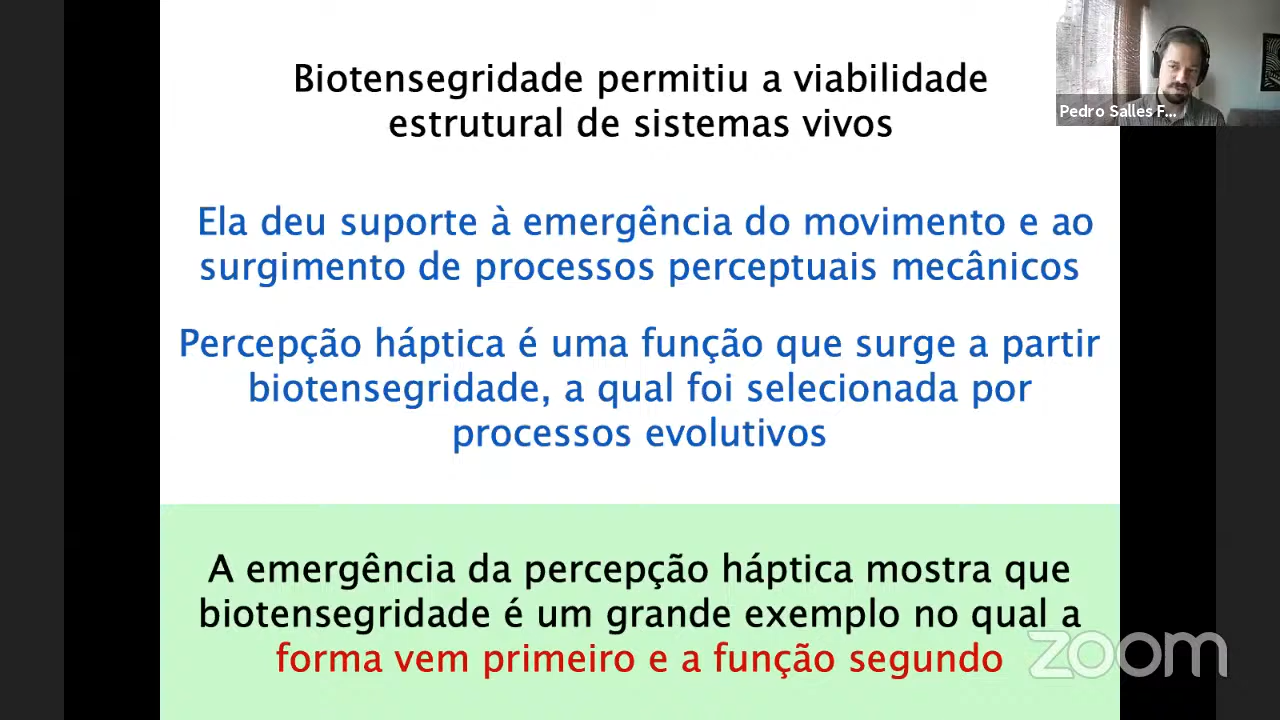 Biotensegridade permitiu a viabilidade
estrutural de sistemas vivos
Pedro Salles F...
Ela deu suporte à emergência do movimento e ao
surgimento de processos perceptuais mecânicos
Percepção háptica é uma função que surge a partir
biotensegridade, a qual foi selecionada por
processos evolutivos
A emergência da percepção háptica mostra que
biotensegridade é um grande exemplo no qual a
forma vem primeiro e a função segundo
zoom